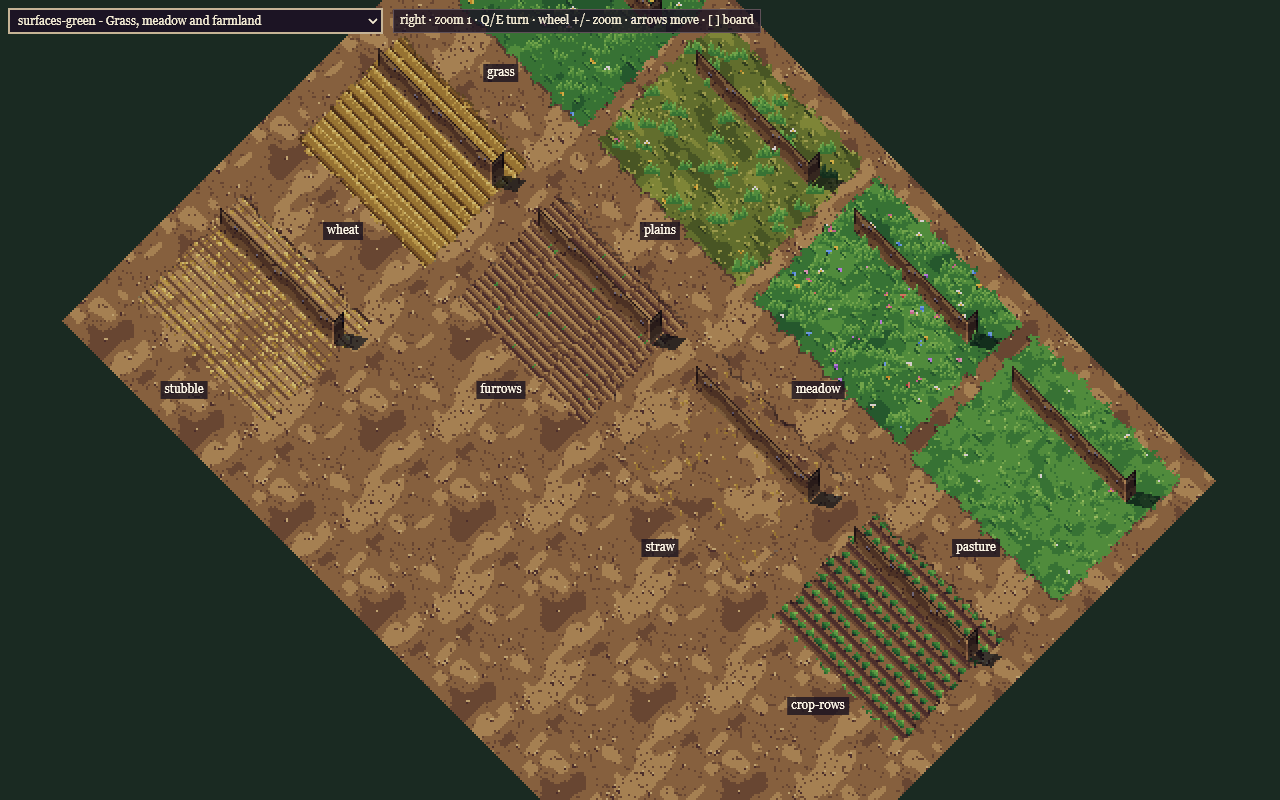 surfaces-green - Grass, meadow and farmland
right · zoom 1 · Q/E turn · wheel +/- zoom · arrows move · [ ] board
grass
wheat
plains
stubble
furrows
meadow
straw
pasture
crop-rows